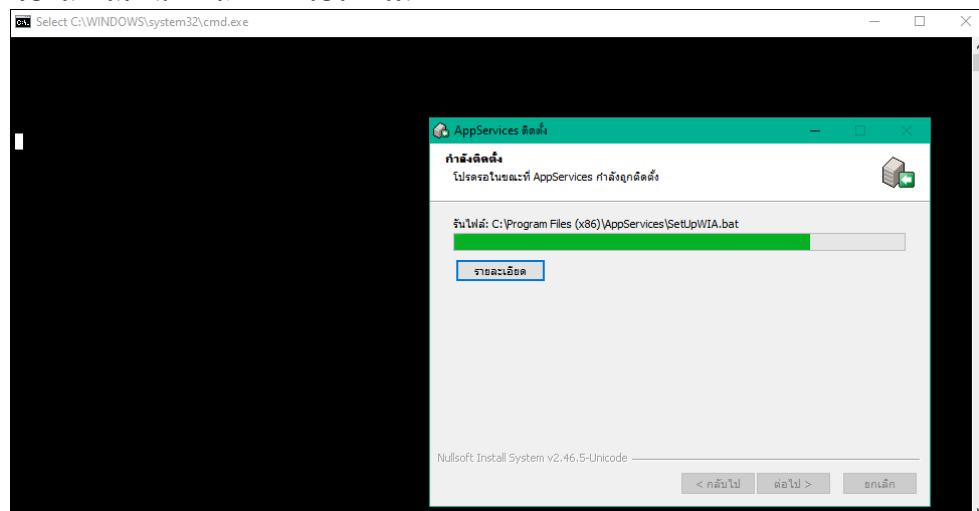 Select C:\WINDOWS\system32\cmd.exe
AppServices ติดตั้ง
กำลังติดตั้ง
โปรดรอในขณะที่ AppServices กำลังถูกติดตั้ง
รันไฟล์: C:\Program Files (x86)\AppServices\SetUpWIA.bat
รายละเอียด
Nullsoft Install System v2.46.5-Unicode
< กลับไป
ต่อไป >
ยกเลิก